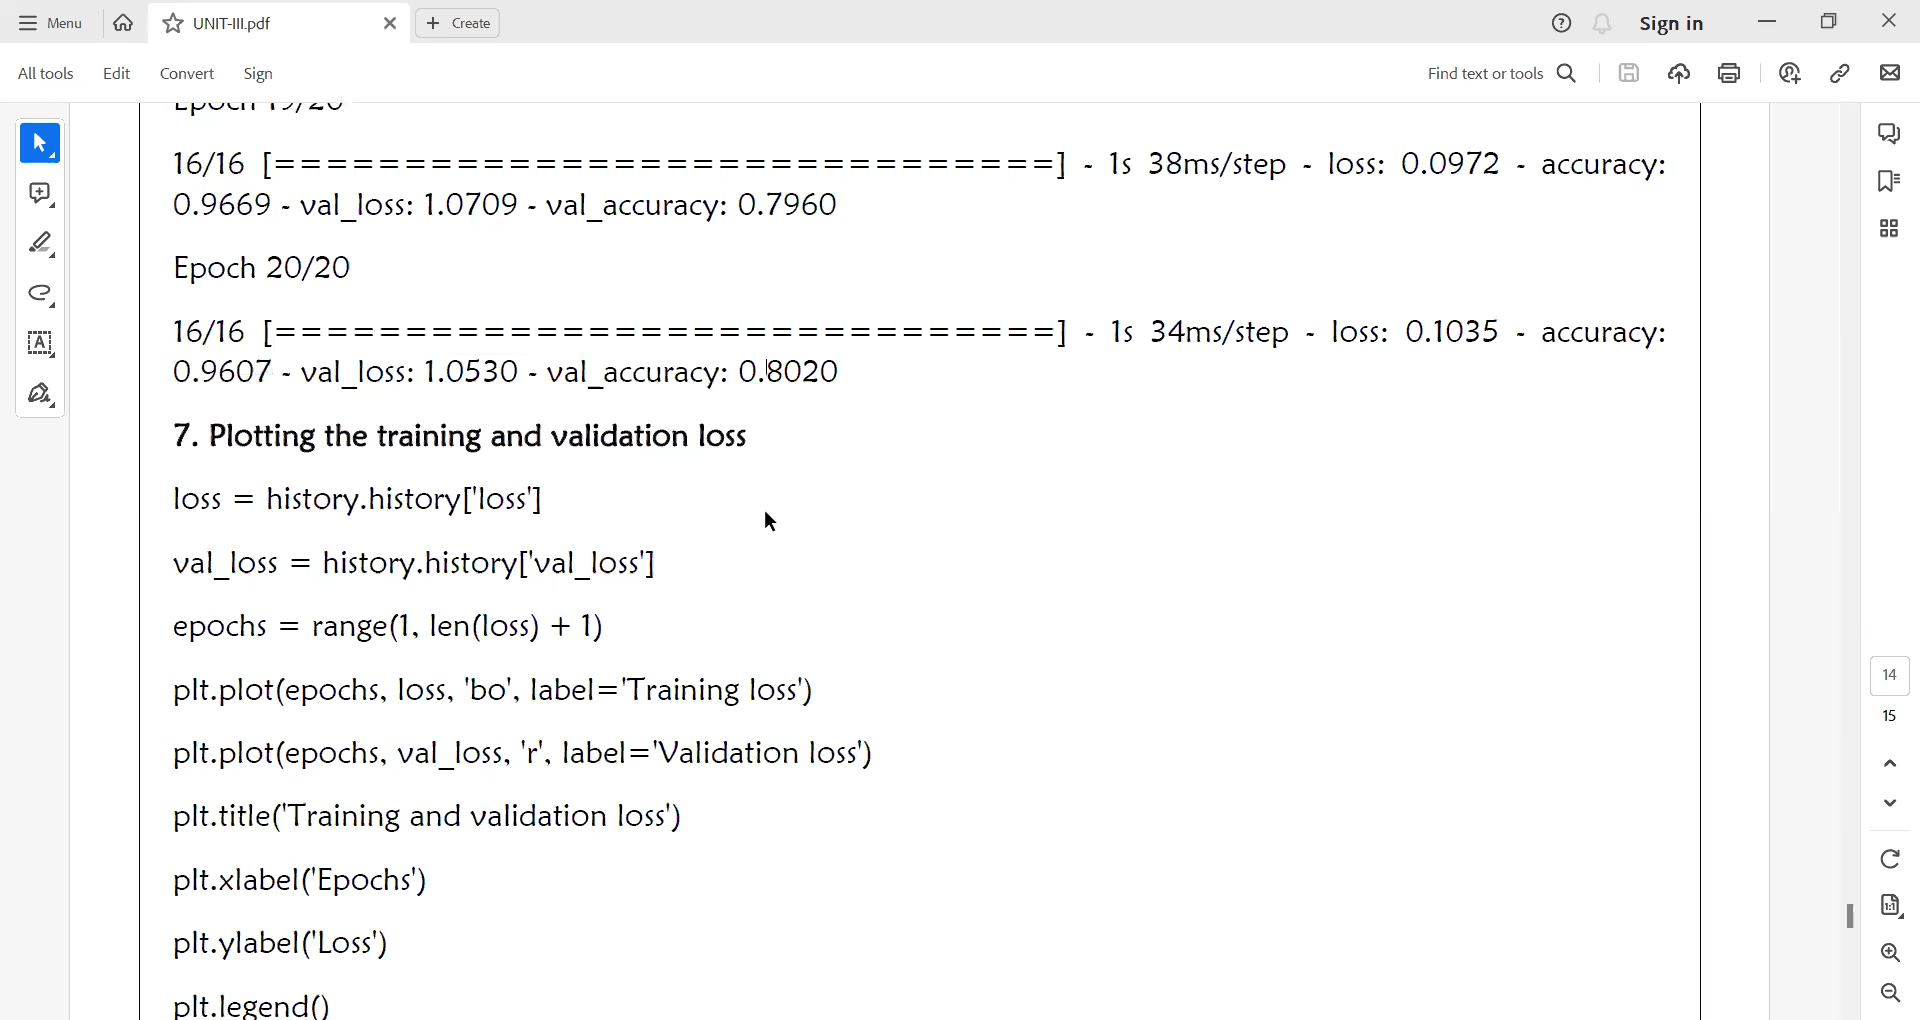 Menu
UNIT-III.pdf
Create
Sign in
All tools
Edit
Convert
Sign
Find text or tools
Epoch 19/20
16/16 [==============================] - 1s 38ms/step - loss: 0.0972 - accuracy:
0.9669 - val_loss: 1.0709 - val_accuracy: 0.7960
Epoch 20/20
16/16 [==============================] - 1s 34ms/step - loss: 0.1035 - accuracy:
0.9607 - val_loss: 1.0530 - val_accuracy: 0.8020
7. Plotting the training and validation loss
loss = history.history['loss']
val_loss = history.history['val_loss']
epochs = range(1, len(loss) + 1)
plt.plot(epochs, loss, 'bo', label='Training loss')
plt.plot(epochs, val_loss, 'r', label='Validation loss')
plt.title('Training and validation loss')
plt.xlabel('Epochs')
plt.ylabel('Loss')
plt.legend()
14
15